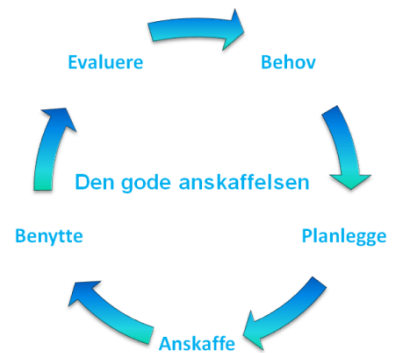 Evaluere
Behov
Den gode anskaffelsen
Benytte
Planlegge
Anskaffe